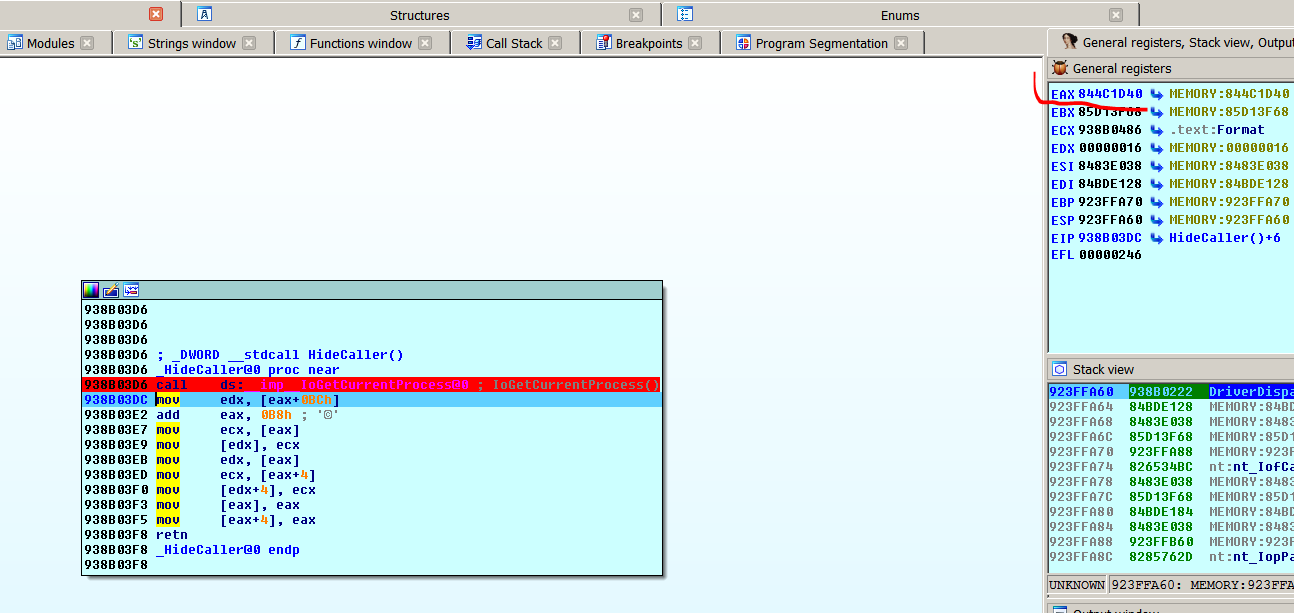 Structures
Enums
Modules
Strings window
Functions window
Call Stack
Breakpoints
Program Segmentation
General registers, Stack view, Outpu
General registers
EAX 844C1D40 MEMORY:844C1D40
EBX 85D13F68 MEMORY:85D13F68
ECX 938B0486 .text:Format
EDX 00000016 MEMORY:00000016
ESI 8483E038 MEMORY:8483E038
EDI 84BDE128 MEMORY:84BDE128
EBP 923FFA70 MEMORY:923FFA70
ESP 923FFA60 MEMORY:923FFA60
EIP 938B03DC HideCaller()+6
EFL 00000246
938B03D6
938B03D6
938B03D6
938B03D6 ; _DWORD __stdcall HideCaller()
938B03D6 _HideCaller@0 proc near
938B03D6 call ds:__imp__IoGetCurrentProcess@0 ; IoGetCurrentProcess()
938B03DC mov edx, [eax+0BCh]
938B03E2 add eax, 0B8h ; '©'
938B03E7 mov ecx, [eax]
938B03E9 mov [edx], ecx
938B03EB mov edx, [eax]
938B03ED mov ecx, [eax+4]
938B03F0 mov [edx+4], ecx
938B03F3 mov [eax], eax
938B03F5 mov [eax+4], eax
938B03F8 retn
938B03F8 _HideCaller@0 endp
938B03F8
Stack view
923FFA60 938B0222 DriverDispa
923FFA64 84BDE128 MEMORY:84BD
923FFA68 8483E038 MEMORY:8483
923FFA6C 85D13F68 MEMORY:85D1
923FFA70 923FFA88 MEMORY:923F
923FFA74 826534BC nt:nt_IofCa
923FFA78 8483E038 MEMORY:8483
923FFA7C 85D13F68 MEMORY:85D1
923FFA80 84BDE184 MEMORY:84BD
923FFA84 8483E038 MEMORY:8483
923FFA88 923FFB60 MEMORY:923F
923FFA8C 8285762D nt:nt_IopPa
UNKNOWN 923FFA60: MEMORY:923FFA
Output window